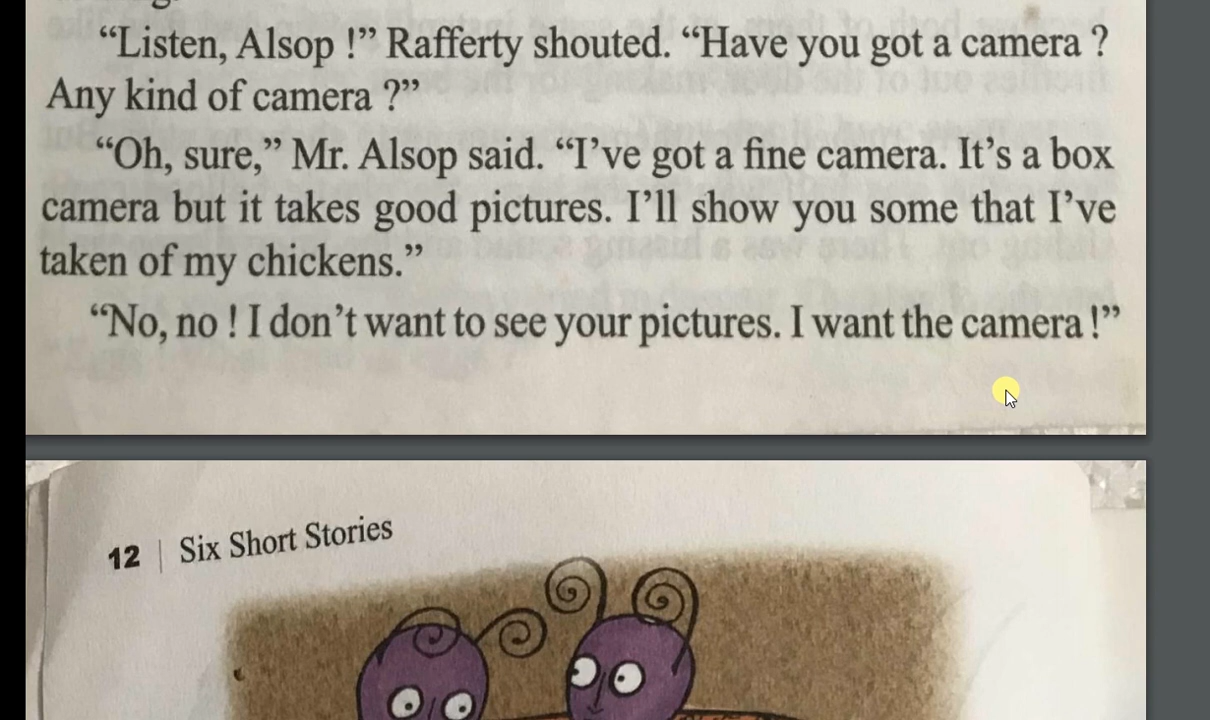 “Listen, Alsop !” Rafferty shouted. “Have you got a camera ?
Any kind of camera ?”
“Oh, sure,” Mr. Alsop said. “I’ve got a fine camera. It’s a box
camera but it takes good pictures. I’ll show you some that I’ve
taken of my chickens.”
“No, no ! I don’t want to see your pictures. I want the camera !”
12 | Six Short Stories